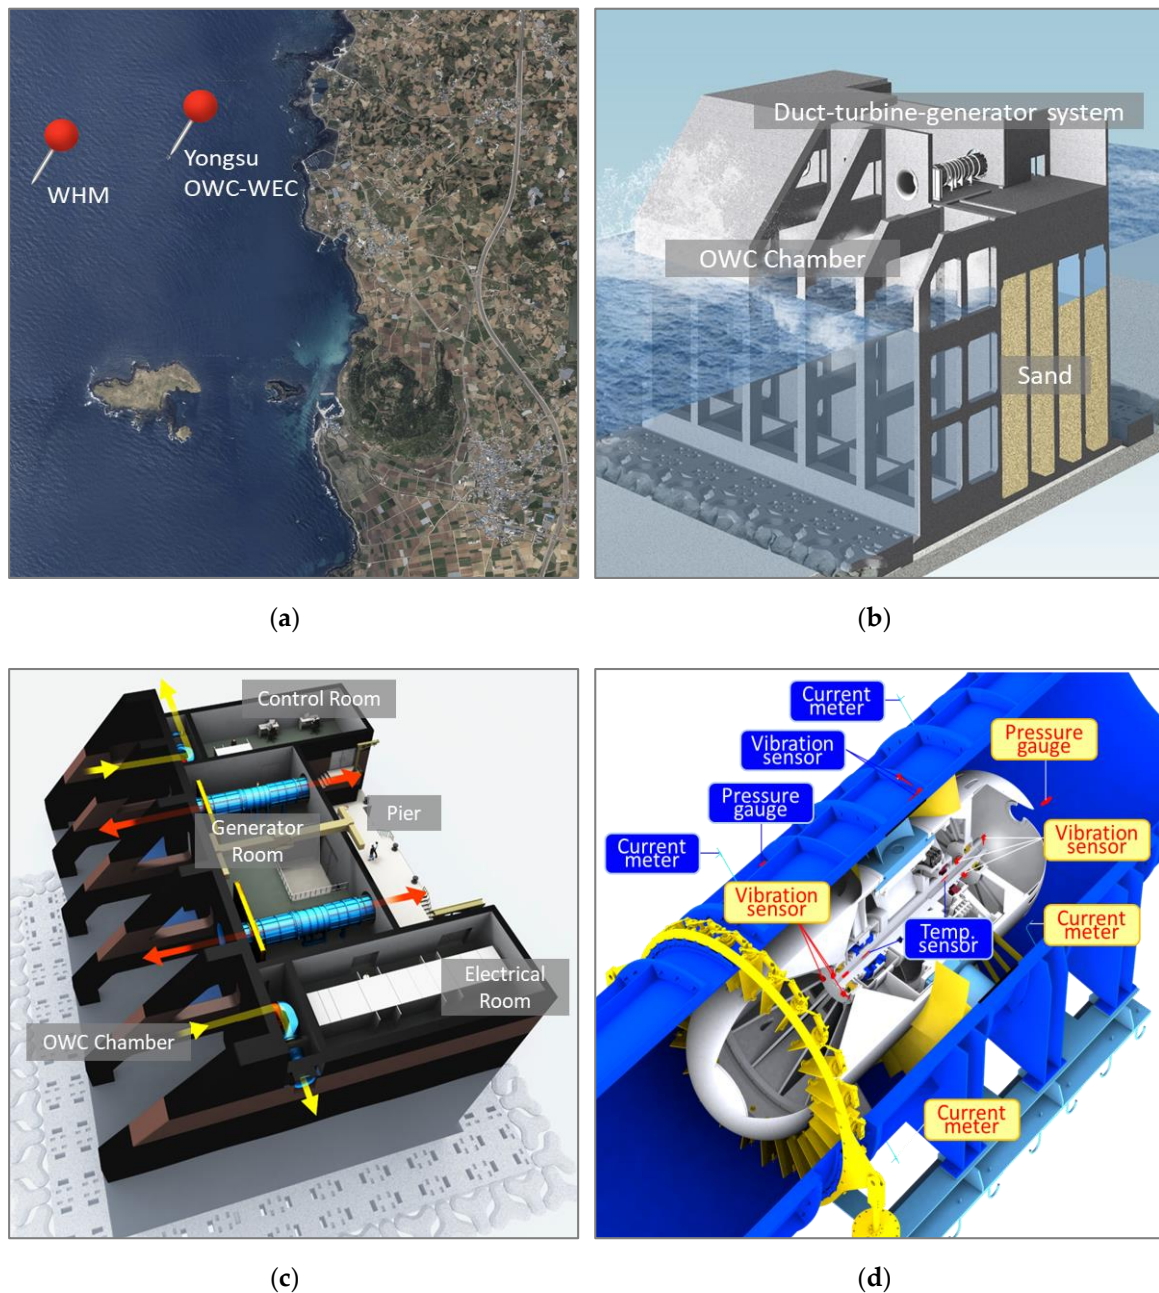 WHM
Yongsu
OWC-WEC
(a)
Duct-turbine-generator system
OWC Chamber
Sand
(b)
Control Room
Generator
Room
Pier
Electrical
Room
OWC Chamber
(c)
Current
meter
Vibration
sensor
Pressure
gauge
Pressure
gauge
Current
meter
Vibration
sensor
Vibration
sensor
Temp.
sensor
Current
meter
Current
meter
(d)